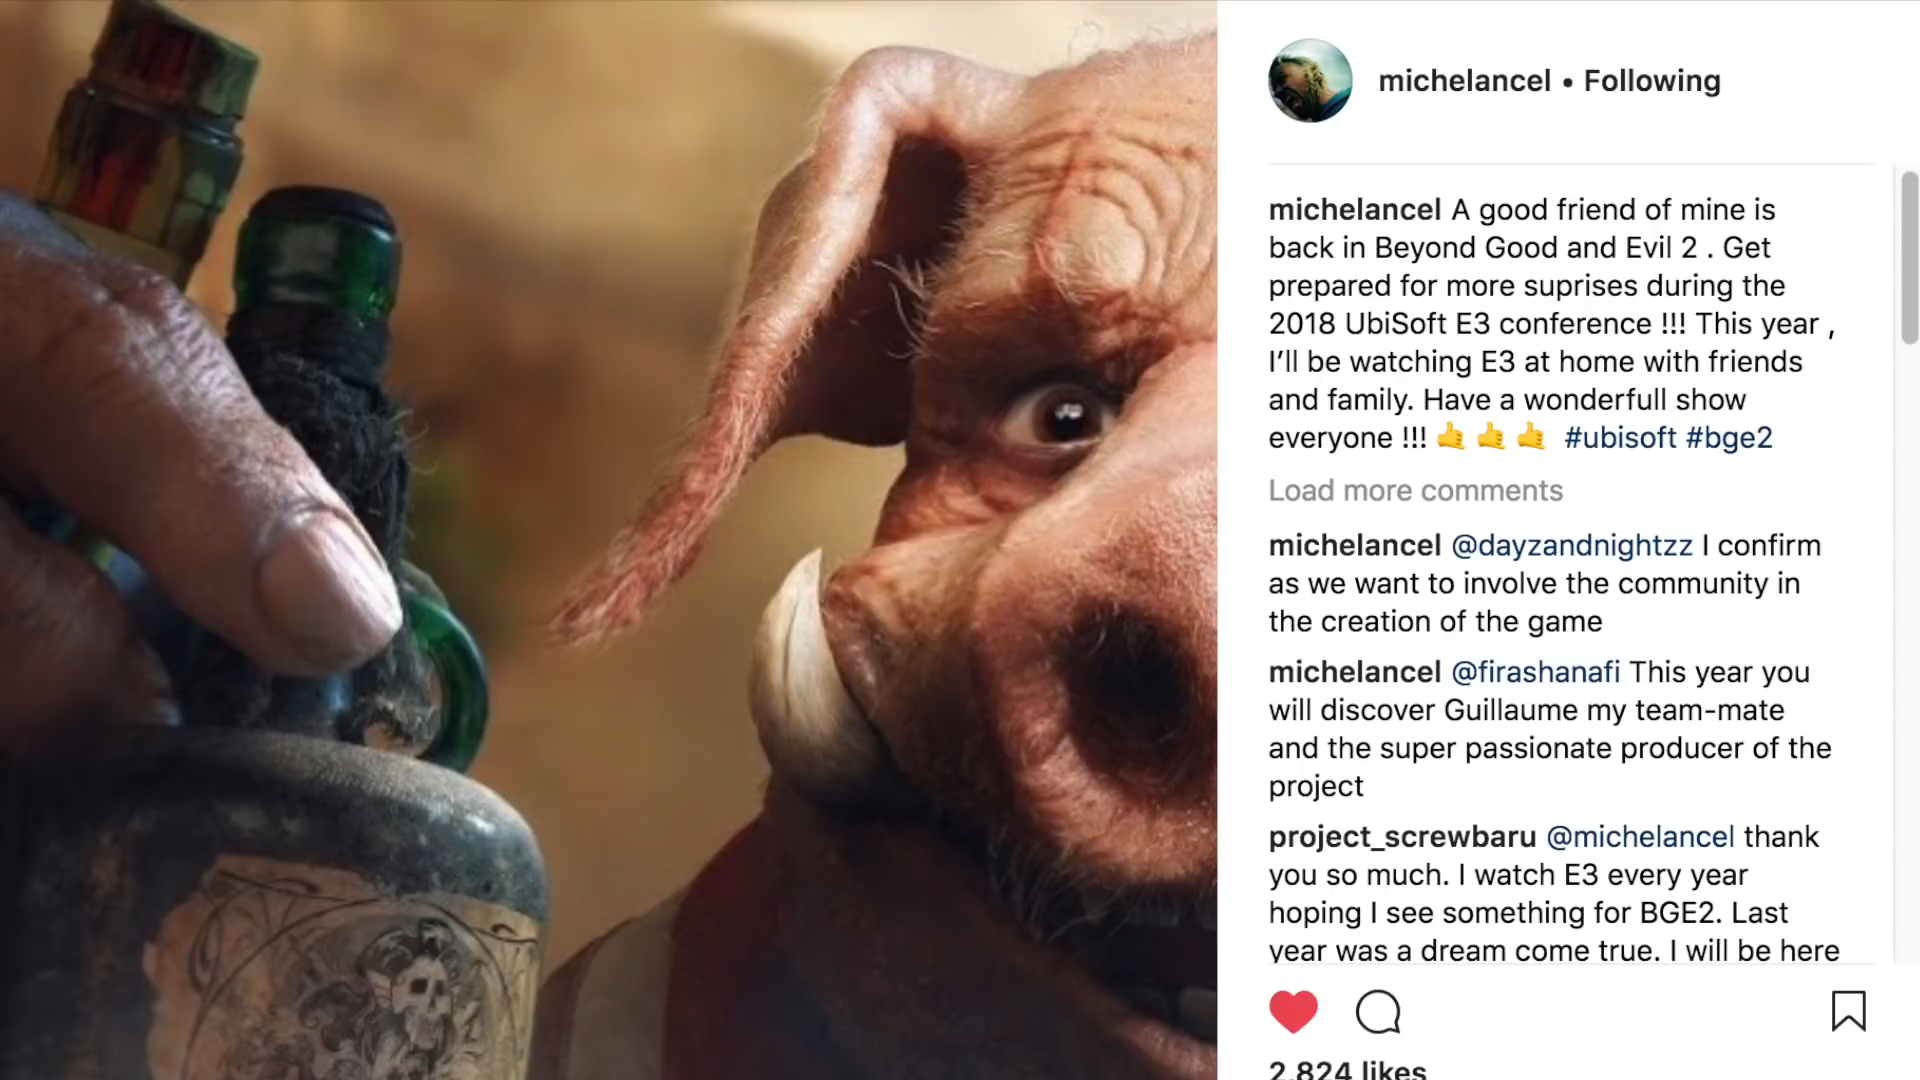 michelancel • Following
michelancel A good friend of mine is
back in Beyond Good and Evil 2 . Get
prepared for more suprises during the
2018 UbiSoft E3 conference !!! This year ,
I’ll be watching E3 at home with friends
and family. Have a wonderfull show
everyone !!! 🤙 🤙 🤙 #ubisoft #bge2
Load more comments
michelancel @dayzandnightzz I confirm
as we want to involve the community in
the creation of the game
michelancel @firashanafi This year you
will discover Guillaume my team-mate
and the super passionate producer of the
project
project_screwbaru @michelancel thank
you so much. I watch E3 every year
hoping I see something for BGE2. Last
year was a dream come true. I will be here
2,824 likes